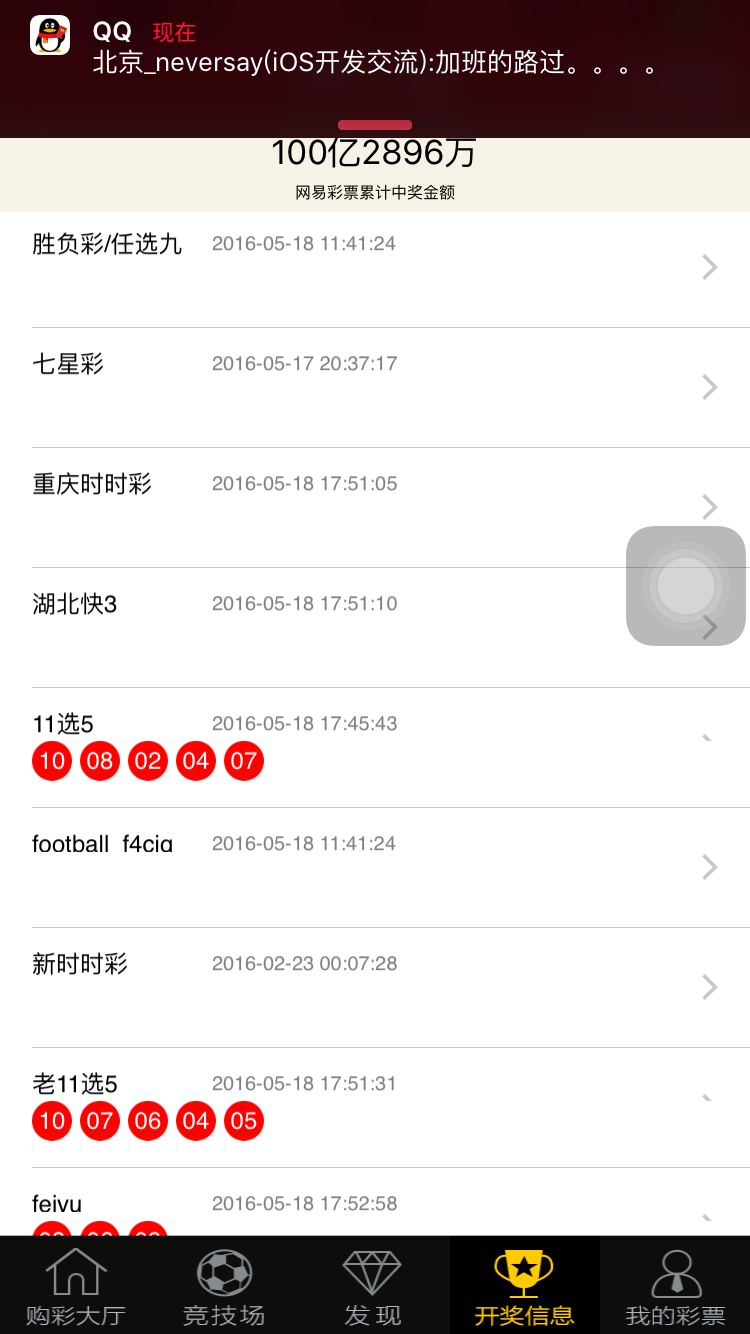 QQ 现在
北京_neversay(iOS开发交流):加班的路过。。。。
100亿2896万
网易彩票累计中奖金额
胜负彩/任选九 2016-05-18 11:41:24
七星彩 2016-05-17 20:37:17
重庆时时彩 2016-05-18 17:51:05
湖北快3 2016-05-18 17:51:10
11选5 2016-05-18 17:45:43
10 08 02 04 07
football_f4cjq 2016-05-18 11:41:24
新时时彩 2016-02-23 00:07:28
老11选5 2016-05-18 17:51:31
10 07 06 04 05
feiyu 2016-05-18 17:52:58
购彩大厅 竞技场 发现 开奖信息 我的彩票